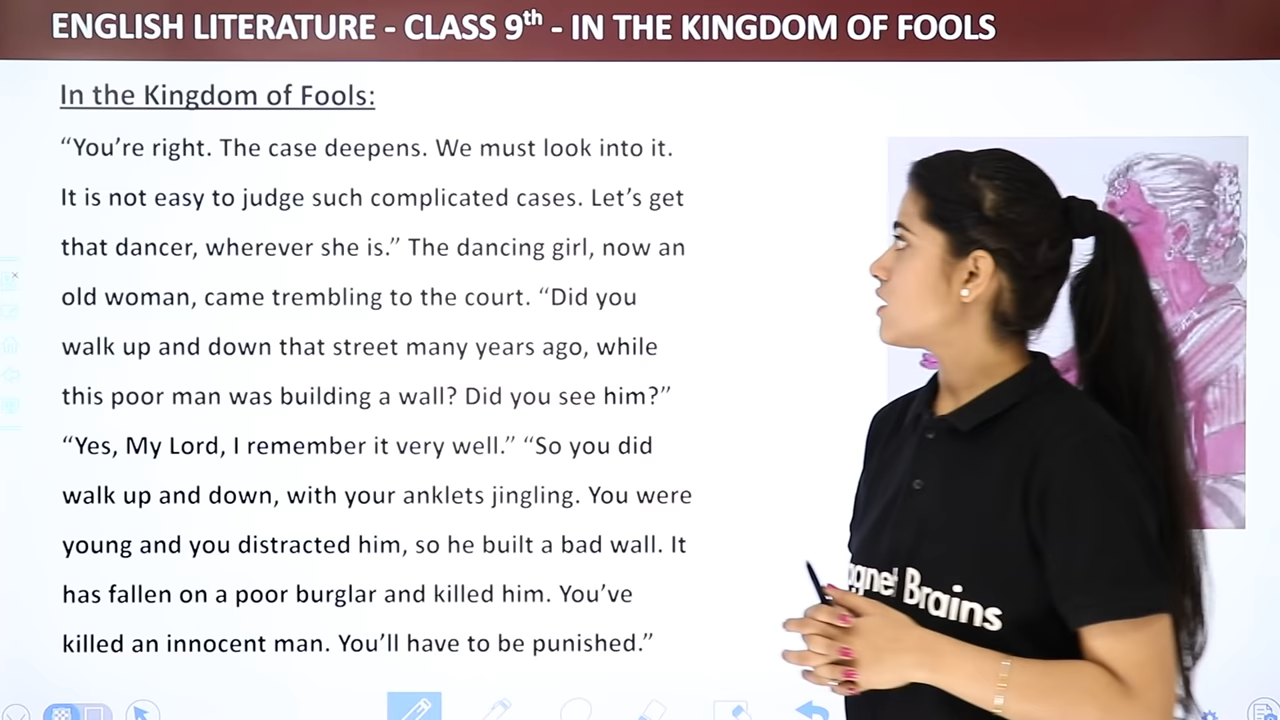 ENGLISH LITERATURE - CLASS 9th - IN THE KINGDOM OF FOOLS
In the Kingdom of Fools:
“You’re right. The case deepens. We must look into it.
It is not easy to judge such complicated cases. Let’s get
that dancer, wherever she is.” The dancing girl, now an
old woman, came trembling to the court. “Did you
walk up and down that street many years ago, while
this poor man was building a wall? Did you see him?”
“Yes, My Lord, I remember it very well.” “So you did
walk up and down, with your anklets jingling. You were
young and you distracted him, so he built a bad wall. It
has fallen on a poor burglar and killed him. You’ve
killed an innocent man. You’ll have to be punished.”
Brains